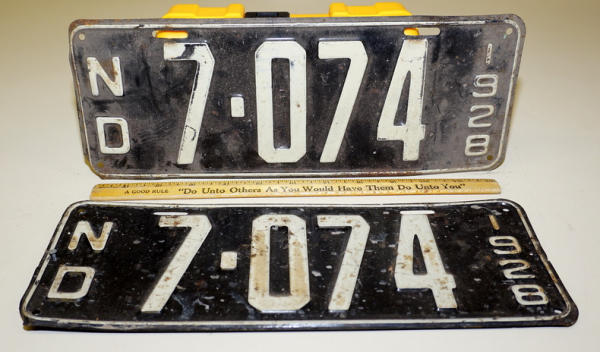 ND 7·074 1928
A GOOD RULE "Do Unto Others As You Would Have Them Do Unto You"
ND 7·074 1928